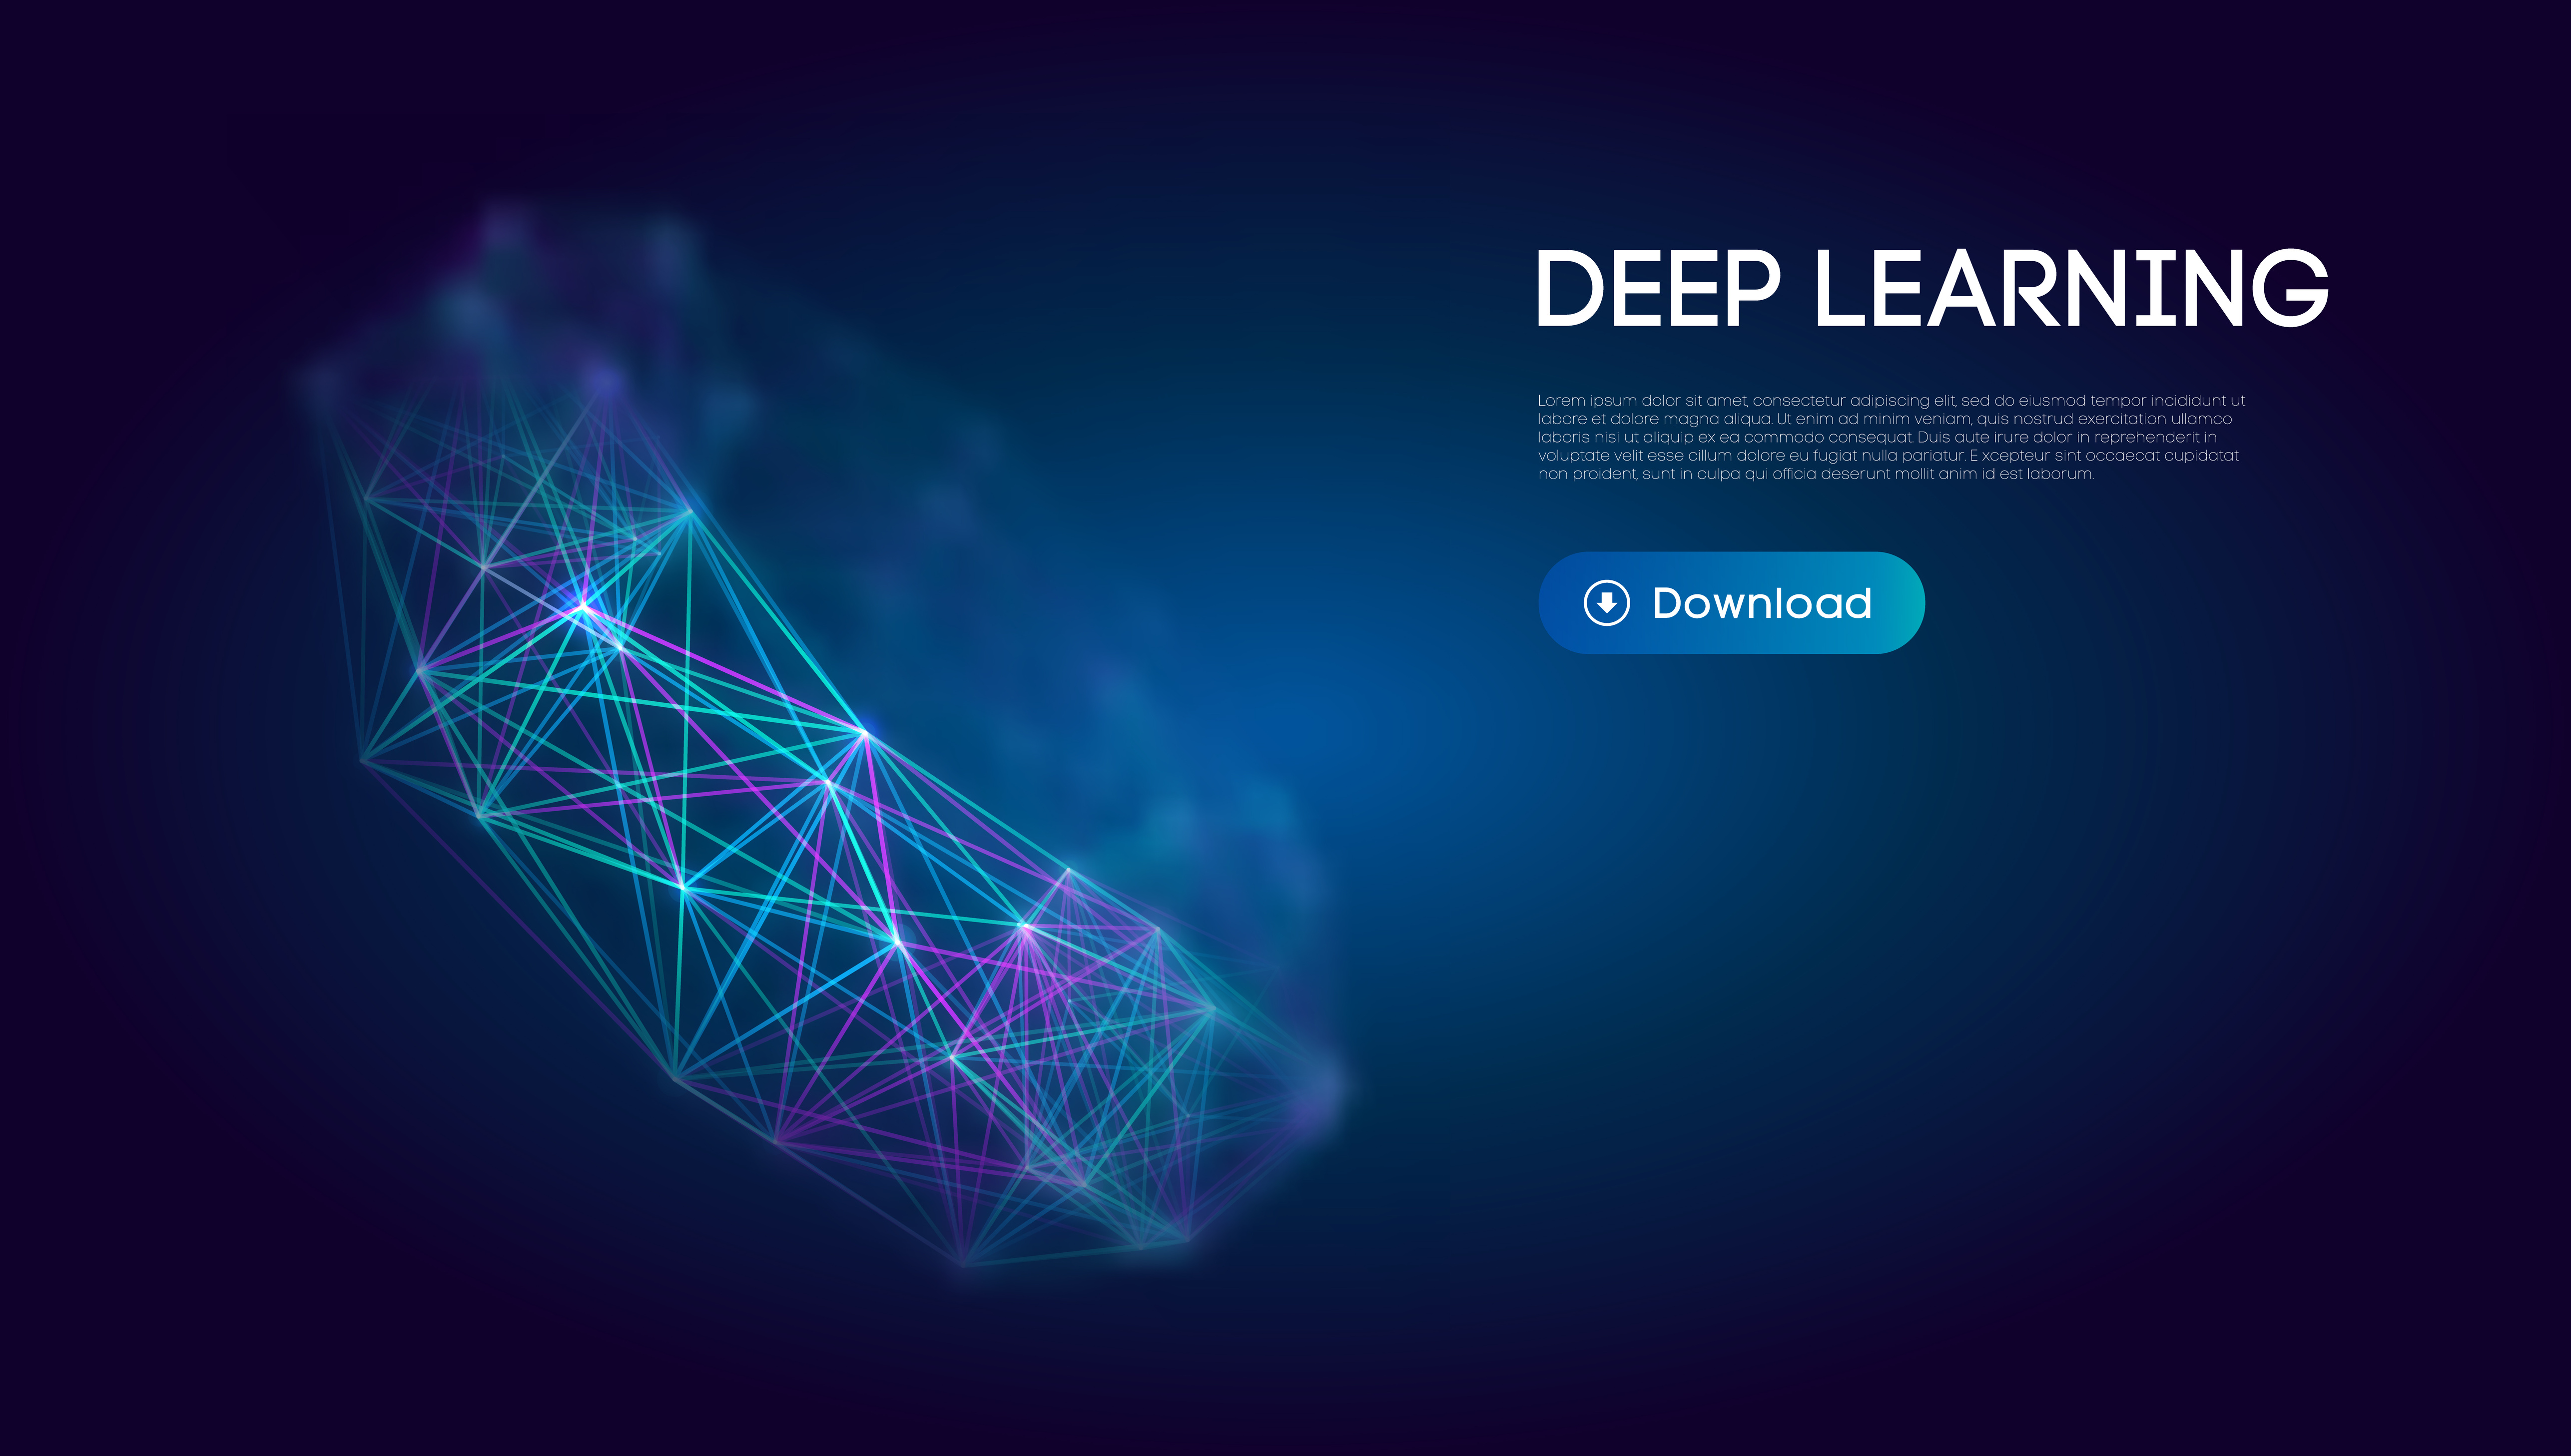 DEEP LEARNING
Lorem ipsum dolor sit amet, consectetur adipiscing elit, sed do eiusmod tempor incididunt ut
labore et dolore magna aliqua. Ut enim ad minim veniam, quis nostrud exercitation ullamco
laboris nisi ut aliquip ex ea commodo consequat. Duis aute irure dolor in reprehenderit in
voluptate velit esse cillum dolore eu fugiat nulla pariatur. E xcepteur sint occaecat cupidatat
non proident, sunt in culpa qui officia deserunt mollit anim id est laborum.
Download